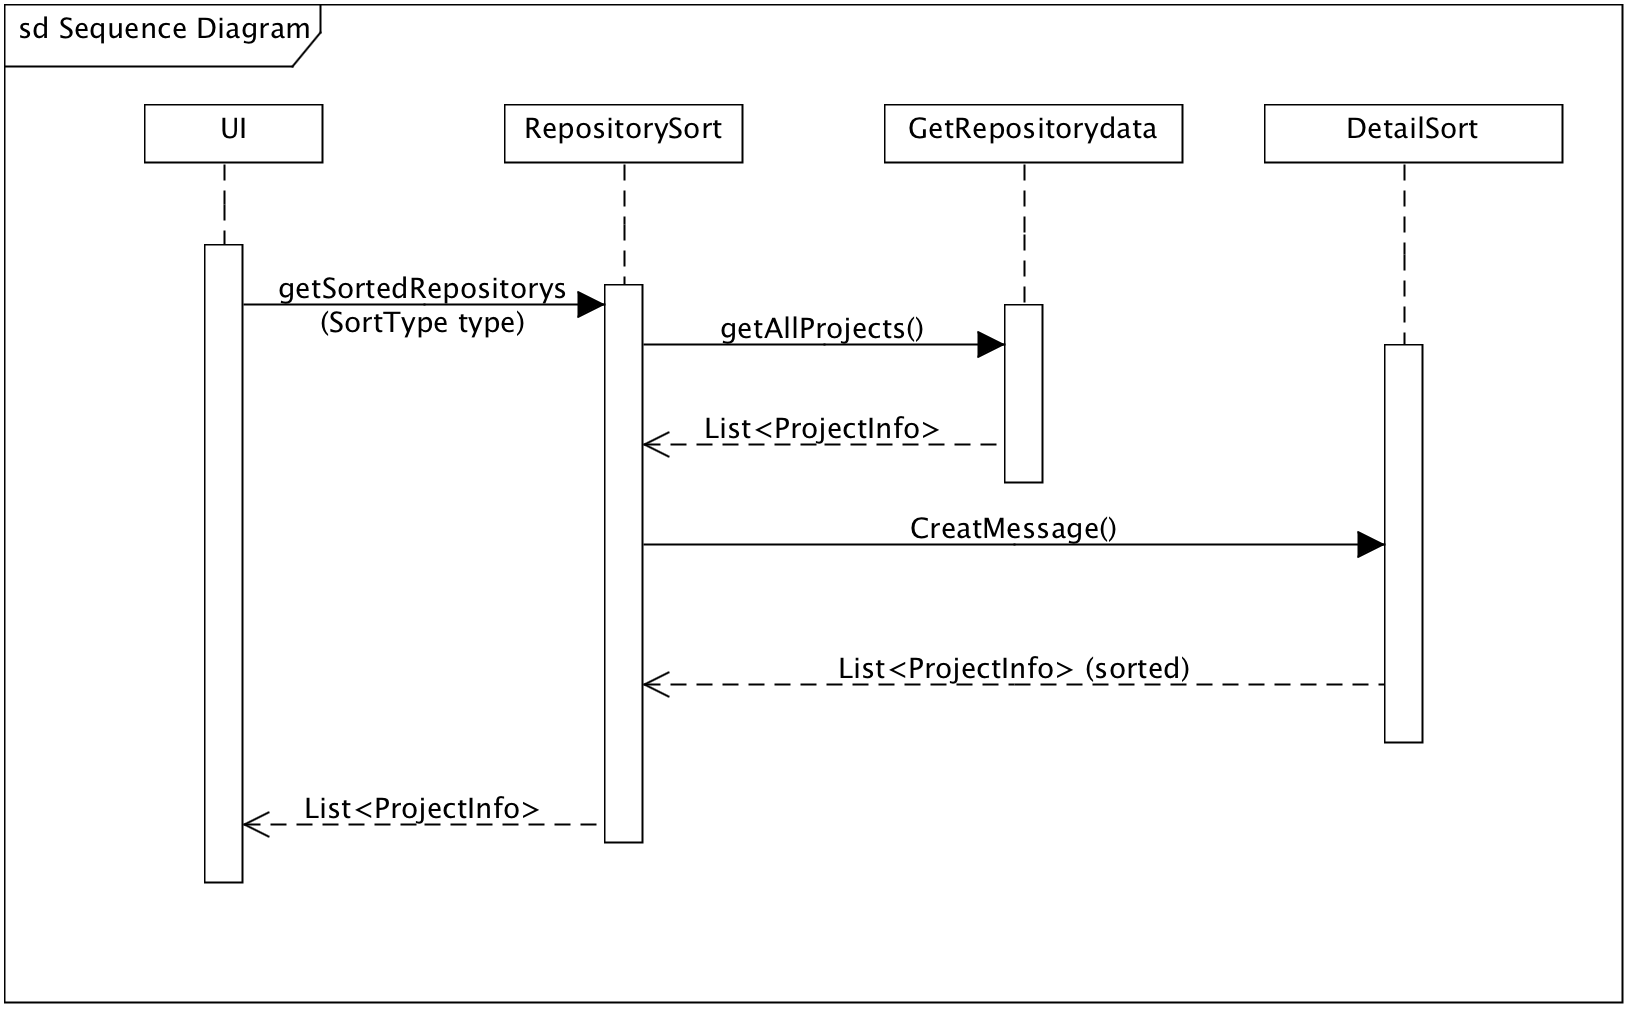 sd Sequence Diagram
UI
RepositorySort
GetRepositorydata
DetailSort
getSortedRepositorys
(SortType type)
getAllProjects()
List<ProjectInfo>
CreatMessage()
List<ProjectInfo> (sorted)
List<ProjectInfo>